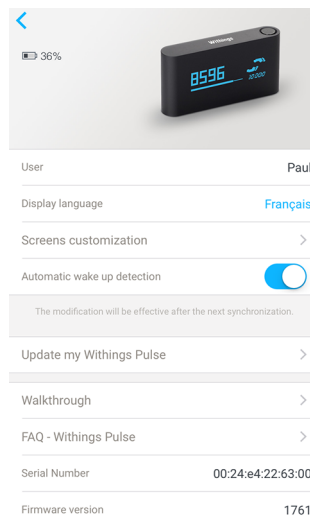 36%
Withings
8596
10000
User Paul
Display language Français
Screens customization
Automatic wake up detection
The modification will be effective after the next synchronization.
Update my Withings Pulse
Walkthrough
FAQ - Withings Pulse
Serial Number 00:24:e4:22:63:00
Firmware version 1761